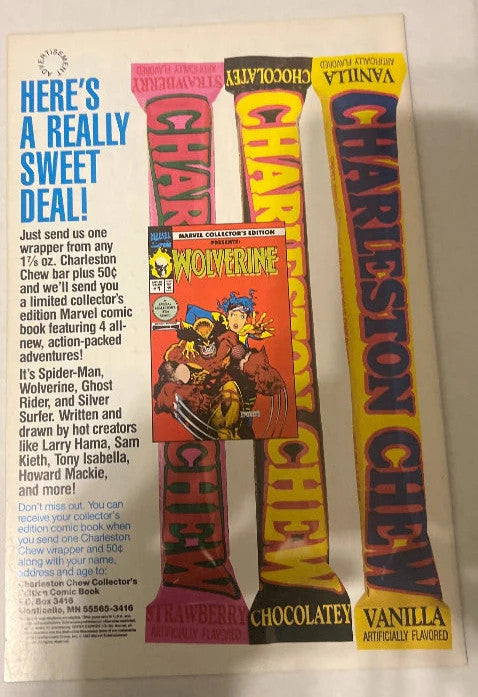 ADVERTISEMENT
HERE'S
A REALLY
SWEET
DEAL!
Just send us one
wrapper from any
1⅞ oz. Charleston
Chew bar plus 50¢
and we'll send you
a limited collector's
edition Marvel comic
book featuring 4 all-
new, action-packed
adventures!
It's Spider-Man,
Wolverine, Ghost
Rider, and Silver
Surfer. Written and
drawn by hot creators
like Larry Hama, Sam
Kieth, Tony Isabella,
Howard Mackie,
and more!
Don't miss out. You can
receive your collector's
edition comic book when
you send one Charleston
Chew wrapper and 50¢
along with your name,
address and age to:
Charleston Chew Collector's
Edition Comic Book
P.O. Box 3416
Monticello, MN 55565-3416
STRAWBERRY
ARTIFICIALLY FLAVORED
CHARLESTON CHEW
STRAWBERRY
ARTIFICIALLY FLAVORED
CHOCOLATEY
CHARLESTON CHEW
CHOCOLATEY
VANILLA
ARTIFICIALLY FLAVORED
CHARLESTON CHEW
VANILLA
ARTIFICIALLY FLAVORED
MARVEL COLLECTOR'S EDITION
PRESENTS:
WOLVERINE
#1